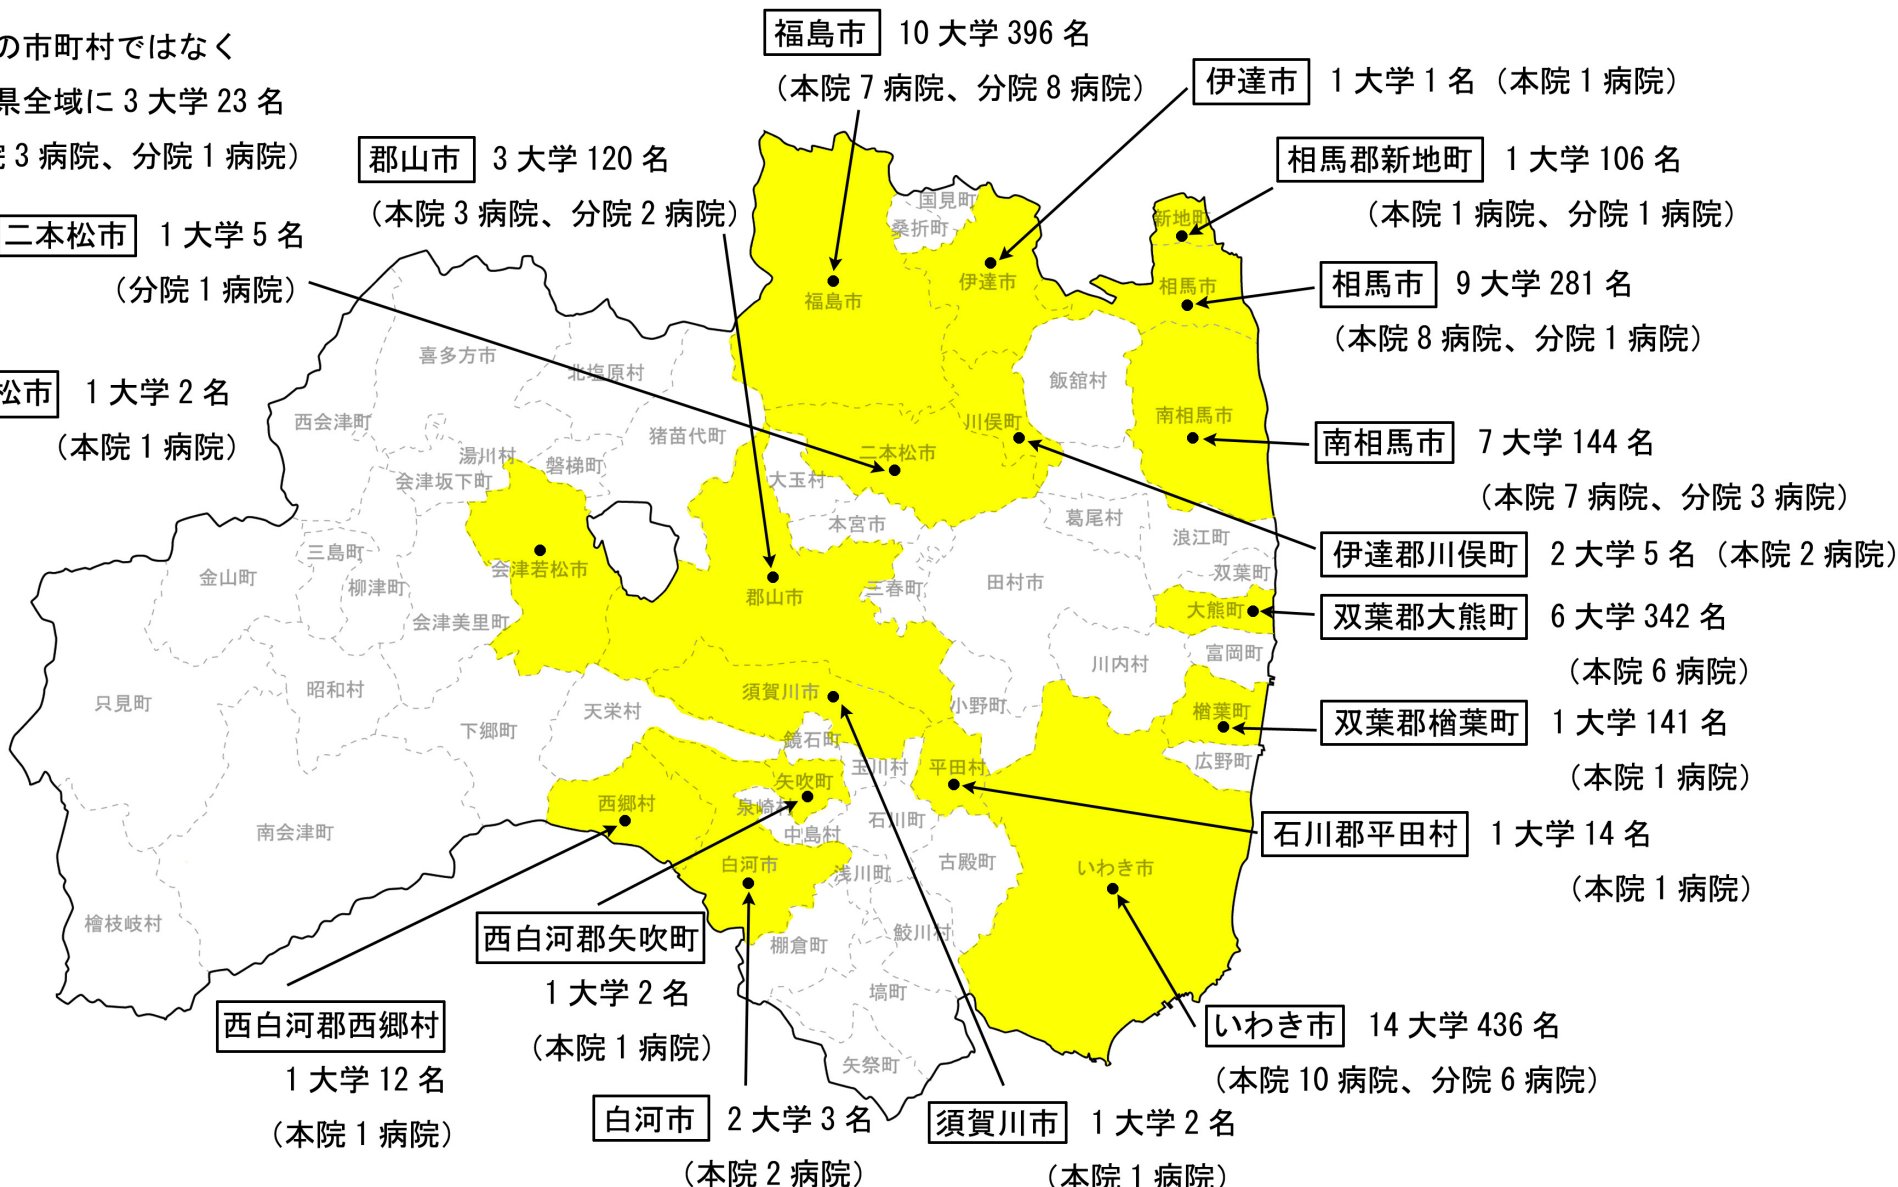 の市町村ではなく
県全域に 3 大学 23 名
3 病院、分院 1 病院）
福島市 10 大学 396 名
（本院 7 病院、分院 8 病院）
伊達市 1 大学 1 名（本院 1 病院）
郡山市 3 大学 120 名
（本院 3 病院、分院 2 病院）
相馬郡新地町 1 大学 106 名
（本院 1 病院、分院 1 病院）
二本松市 1 大学 5 名
（分院 1 病院）
相馬市 9 大学 281 名
（本院 8 病院、分院 1 病院）
松市 1 大学 2 名
（本院 1 病院）
南相馬市 7 大学 144 名
（本院 7 病院、分院 3 病院）
伊達郡川俣町 2 大学 5 名（本院 2 病院）
双葉郡大熊町 6 大学 342 名
（本院 6 病院）
双葉郡楢葉町 1 大学 141 名
（本院 1 病院）
石川郡平田村 1 大学 14 名
（本院 1 病院）
いわき市 14 大学 436 名
（本院 10 病院、分院 6 病院）
西白河郡矢吹町
1 大学 2 名
（本院 1 病院）
西白河郡西郷村
1 大学 12 名
（本院 1 病院）
白河市 2 大学 3 名
（本院 2 病院）
須賀川市 1 大学 2 名
（本院 1 病院）
国見町
桑折町
新地町
伊達市
福島市
相馬市
喜多方市
北塩原村
飯舘村
西会津町
猪苗代町
川俣町
南相馬市
湯川村
磐梯町
二本松市
会津坂下町
大玉村
本宮市
葛尾村
浪江町
三島町
金山町
柳津町
会津若松市
双葉町
三春町
田村市
郡山市
大熊町
会津美里町
富岡町
川内村
只見町
昭和村
須賀川市
小野町
天栄村
楢葉町
下郷町
鏡石町
玉川村
平田村
広野町
矢吹町
西郷村
泉崎村
石川町
南会津町
中島村
白河市
浅川町
古殿町
いわき市
檜枝岐村
棚倉町
鮫川村
塙町
矢祭町